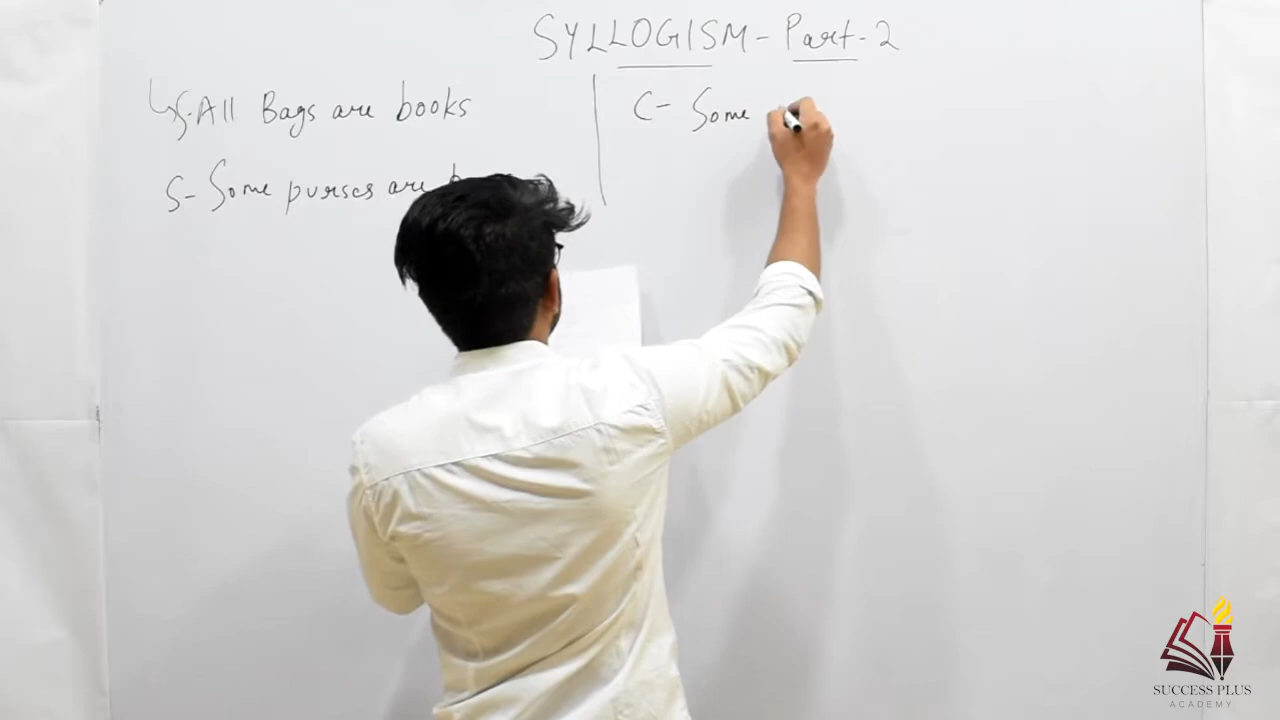 SYLLOGISM - Part - 2
S- All Bags are books
S- Some purses are
C- Some
SUCCESS PLUS
ACADEMY